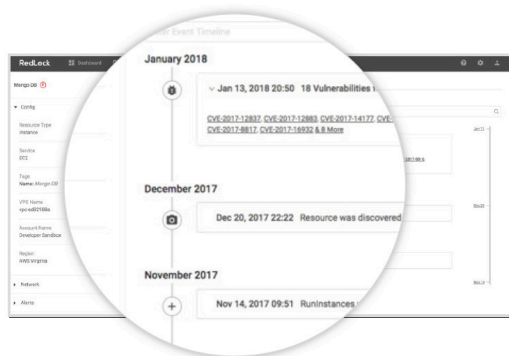 Event Timeline
RedLock
Dashboard
Mongo DB
Config
Resource Type
Instance
Service
EC2
Tags
Name: Mongo DB
VPC Name
Resource Name
Developer Sandbox
Region
AWS Virginia
Network
Alerts
January 2018
Jan 13, 2018 20:50 18 Vulnerabilities
CVE-2017-12837, CVE-2017-12883, CVE-2017-14177, CVE-
CVE-2017-8817, CVE-2017-16932 & 8 More
December 2017
Dec 20, 2017 22:22 Resource was discovered
November 2017
Nov 14, 2017 09:51 RunInstances